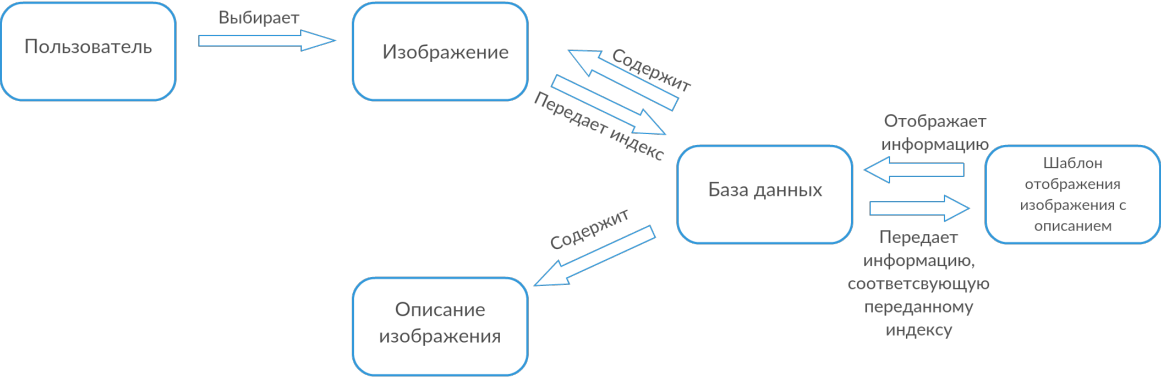 Пользователь
Выбирает
Изображение
Содержит
Передает индекс
База данных
Отображает
информацию
Шаблон
отображения
изображения с
описанием
Передает
информацию,
соответсвующую
переданному
индексу
Содержит
Описание
изображения